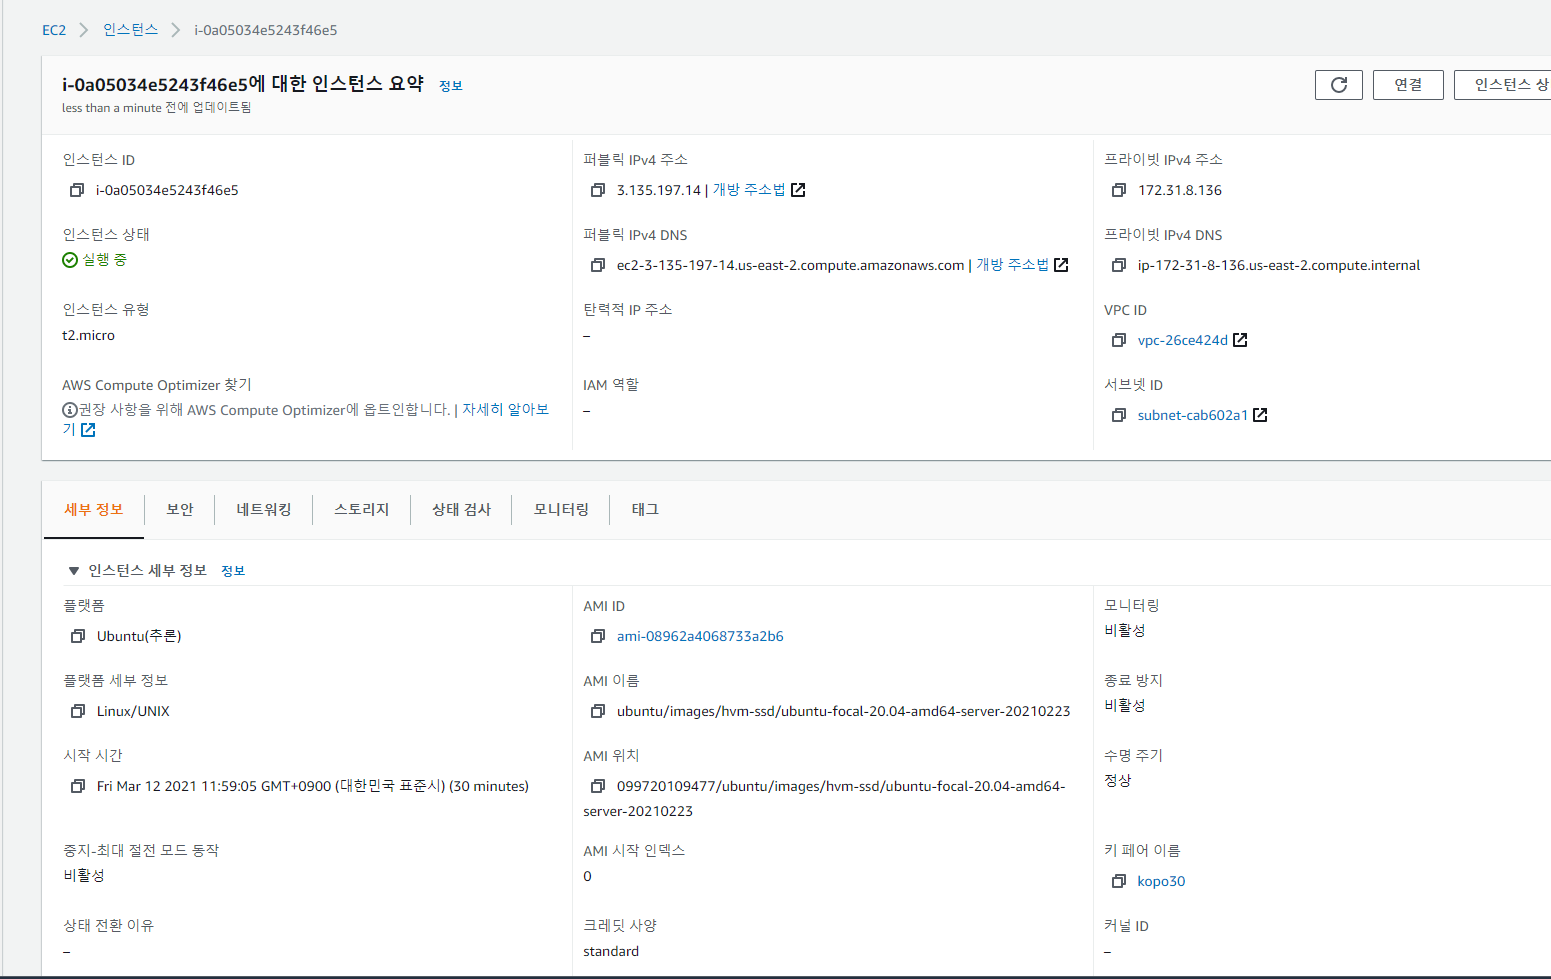 EC2 > 인스턴스 > i-0a05034e5243f46e5
i-0a05034e5243f46e5에 대한 인스턴스 요약 정보
less than a minute 전에 업데이트됨
연결
인스턴스 상
인스턴스 ID
i-0a05034e5243f46e5
퍼블릭 IPv4 주소
3.135.197.14 | 개방 주소법
프라이빗 IPv4 주소
172.31.8.136
인스턴스 상태
실행 중
퍼블릭 IPv4 DNS
ec2-3-135-197-14.us-east-2.compute.amazonaws.com | 개방 주소법
프라이빗 IPv4 DNS
ip-172-31-8-136.us-east-2.compute.internal
인스턴스 유형
t2.micro
탄력적 IP 주소
–
VPC ID
vpc-26ce424d
AWS Compute Optimizer 찾기
권장 사항을 위해 AWS Compute Optimizer에 옵트인합니다. | 자세히 알아보
기
IAM 역할
–
서브넷 ID
subnet-cab602a1
세부 정보
보안
네트워킹
스토리지
상태 검사
모니터링
태그
▼ 인스턴스 세부 정보 정보
플랫폼
Ubuntu(추론)
AMI ID
ami-08962a4068733a2b6
모니터링
비활성
플랫폼 세부 정보
Linux/UNIX
AMI 이름
ubuntu/images/hvm-ssd/ubuntu-focal-20.04-amd64-server-20210223
종료 방지
비활성
시작 시간
Fri Mar 12 2021 11:59:05 GMT+0900 (대한민국 표준시) (30 minutes)
AMI 위치
099720109477/ubuntu/images/hvm-ssd/ubuntu-focal-20.04-amd64-
server-20210223
수명 주기
정상
중지-최대 절전 모드 동작
비활성
AMI 시작 인덱스
0
키 페어 이름
kopo30
상태 전환 이유
–
크레딧 사양
standard
커널 ID
–